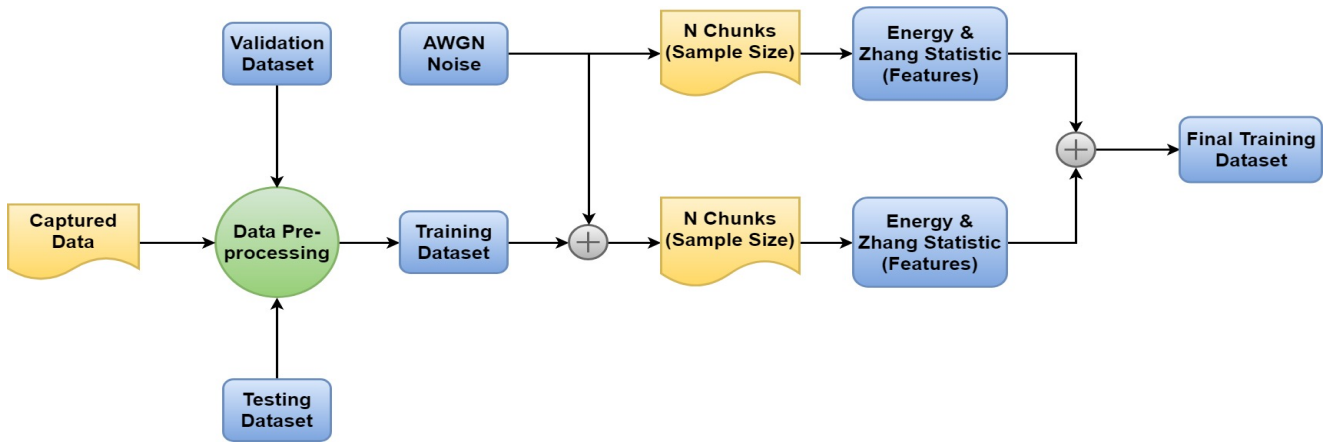 Validation
Dataset
AWGN
Noise
N Chunks
(Sample Size)
Energy &
Zhang Statistic
(Features)
Final Training
Dataset
Captured
Data
Data Pre-
processing
Training
Dataset
N Chunks
(Sample Size)
Energy &
Zhang Statistic
(Features)
Testing
Dataset